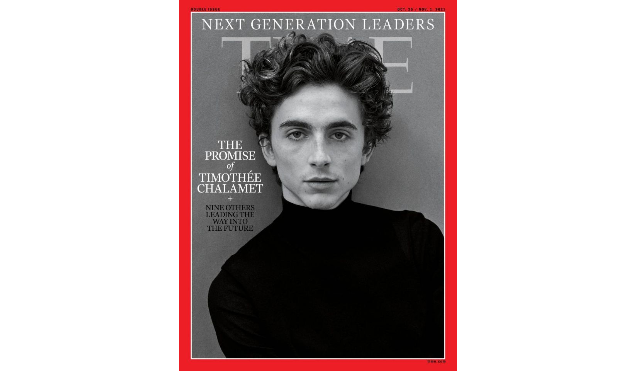 NEXT GENERATION LEADERS
TIME
THE
PROMISE
of
TIMOTHÉE
CHALAMET
+
NINE OTHERS
LEADING THE
WAY INTO
THE FUTURE